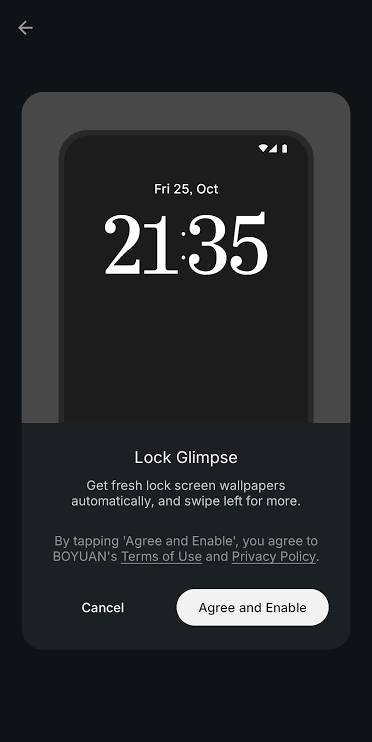 Fri 25, Oct
21:35
Lock Glimpse
Get fresh lock screen wallpapers
automatically, and swipe left for more.
By tapping 'Agree and Enable', you agree to
BOYUAN's Terms of Use and Privacy Policy.
Cancel
Agree and Enable